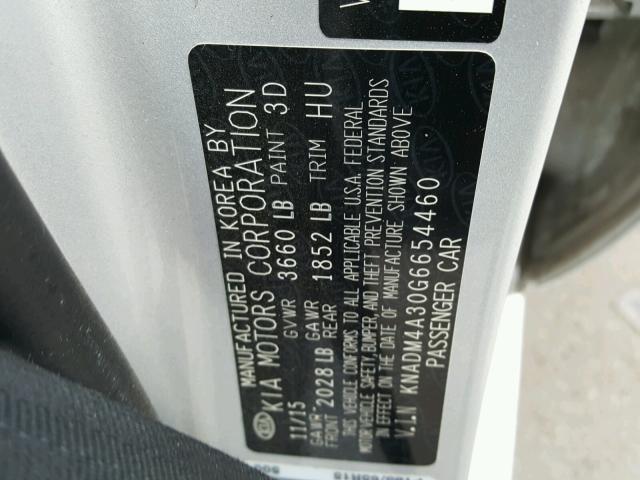 MANUFACTURED IN KOREA BY
KIA MOTORS CORPORATION
11/15 GVWR 3660 LB PAINT 3D
GAWR FRONT 2028 LB GAWR REAR 1852 LB TRIM HU
THIS VEHICLE CONFORMS TO ALL APPLICABLE U.S.A. FEDERAL
MOTOR VEHICLE SAFETY, BUMPER, AND THEFT PREVENTION STANDARDS
IN EFFECT ON THE DATE OF MANUFACTURE SHOWN ABOVE
V.I.N KNADM4A30G6654460
PASSENGER CAR